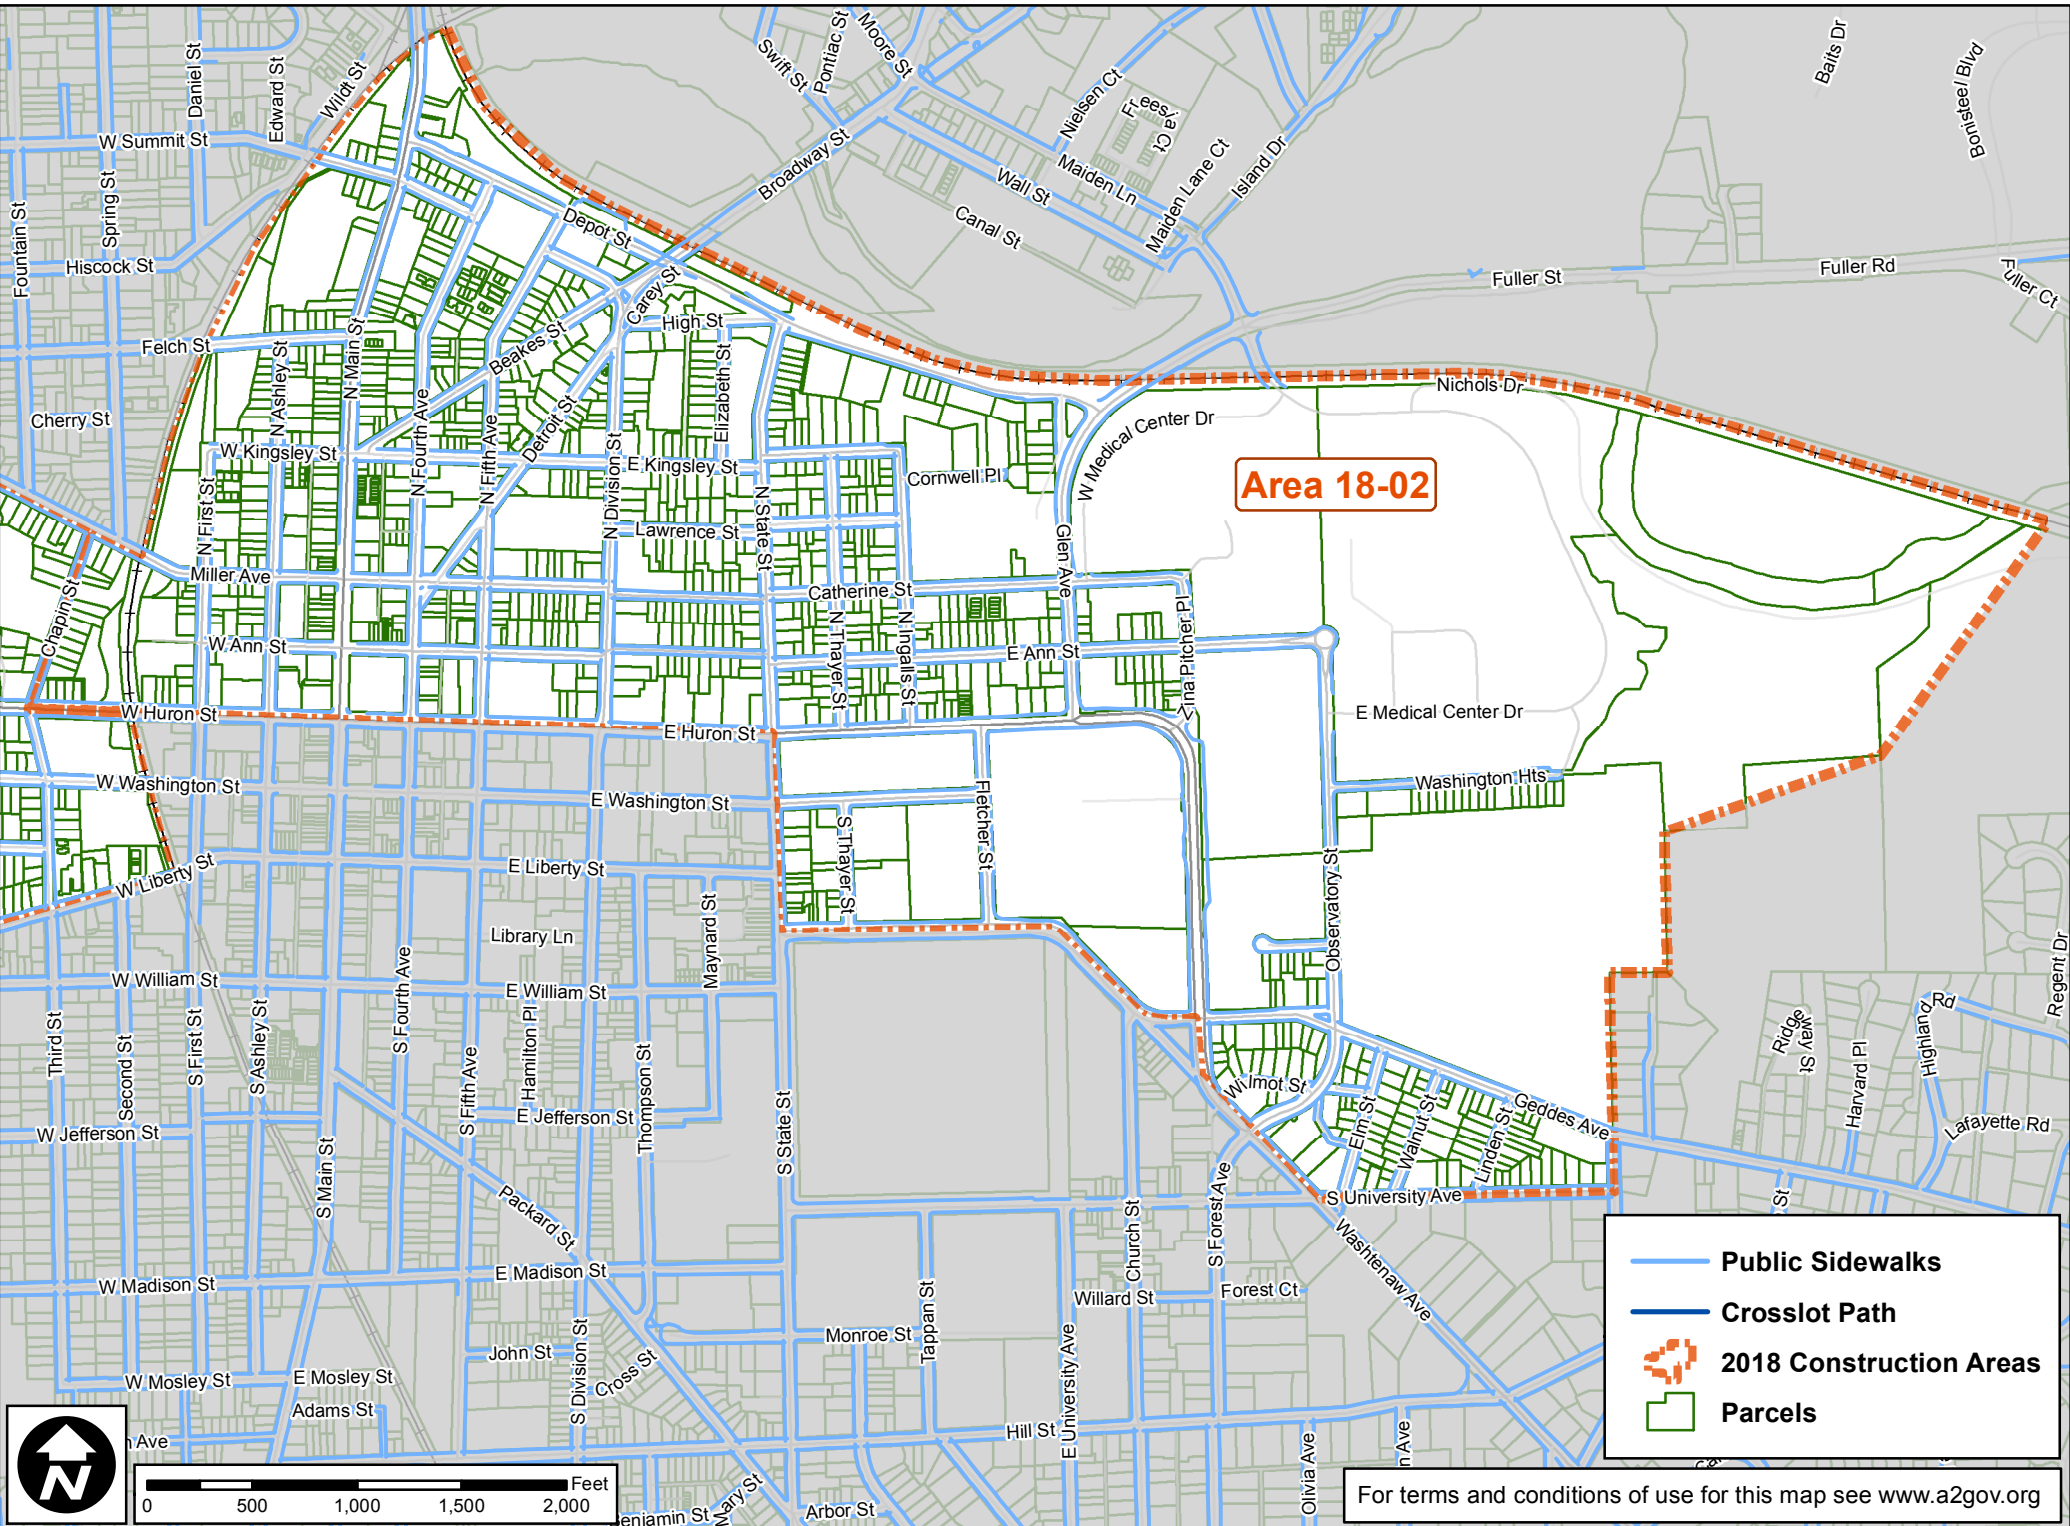 Daniel St
Edward St
Wildt St
Swift St
Pontiac St
Moore St
Nielsen Ct
Freesia Ct
Baits Dr
Bonisteel Blvd
W Summit St
Fountain St
Spring St
Hiscock St
Broadway St
Maiden Ln
Wall St
Maiden Lane Ct
Island Dr
Canal St
Depot St
Carey St
Fuller St
Fuller Rd
Fuller Ct
High St
Felch St
N Ashley St
N Main St
Beakes St
Elizabeth St
Nichols Dr
Cherry St
N Fourth Ave
N Fifth Ave
Detroit St
N Division St
W Medical Center Dr
W Kingsley St
E Kingsley St
Cornwell Pl
Area 18-02
N First St
N State St
Lawrence St
Glen Ave
Miller Ave
Catherine St
Chapin St
W Ann St
N Thayer St
N Ingalls St
E Ann St
Zina Pitcher Pl
W Huron St
E Huron St
E Medical Center Dr
W Washington St
E Washington St
Washington Hts
Fletcher St
S Thayer St
Observatory St
W Liberty St
E Liberty St
Maynard St
Library Ln
S Fourth Ave
W William St
E William St
Regent Dr
Third St
Second St
S First St
S Ashley St
S Fifth Ave
Hamilton Pl
Thompson St
Highland Rd
Ridgeway St
Harvard Pl
Wilmot St
Elm St
Walnut St
Linden St
Geddes Ave
Lafayette Rd
W Jefferson St
E Jefferson St
S Main St
S State St
Packard St
S University Ave
St
Church St
S Forest Ave
Washtenaw Ave
W Madison St
E Madison St
Tappan St
Willard St
Forest Ct
Monroe St
E University Ave
John St
S Division St
Cross St
W Mosley St
E Mosley St
Adams St
Hill St
Ave
Olivia Ave
n Ave
Mary St
Arbor St
enjamin St
Public Sidewalks
Crosslot Path
2018 Construction Areas
Parcels
N
Feet
0 500 1,000 1,500 2,000
For terms and conditions of use for this map see www.a2gov.org